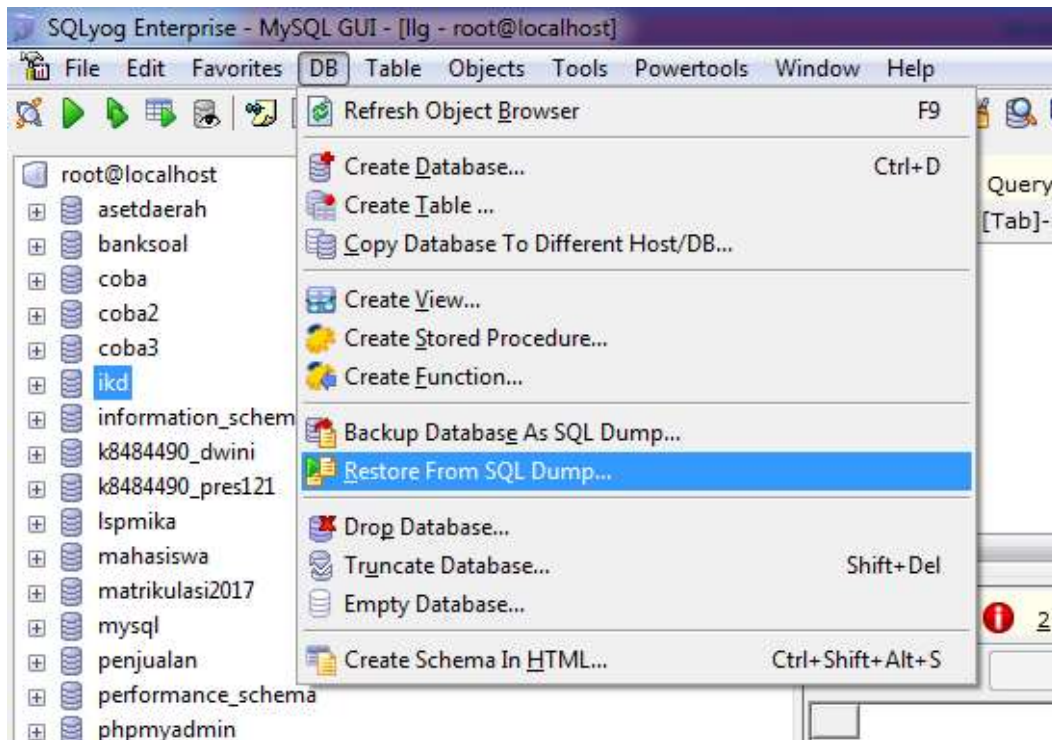 SQLyog Enterprise - MySQL GUI - [llg - root@localhost]
File Edit Favorites DB Table Objects Tools Powertools Window Help
Refresh Object Browser F9
Create Database... Ctrl+D
Create Table ...
Copy Database To Different Host/DB...
Create View...
Create Stored Procedure...
Create Function...
Backup Database As SQL Dump...
Restore From SQL Dump...
Drop Database...
Truncate Database... Shift+Del
Empty Database...
Create Schema In HTML... Ctrl+Shift+Alt+S
root@localhost
asetdaerah
banksoal
coba
coba2
coba3
ikd
information_schem
k8484490_dwini
k8484490_pres121
lspmika
mahasiswa
matrikulasi2017
mysql
penjualan
performance_schema
phpmyadmin
Query
[Tab]-
2